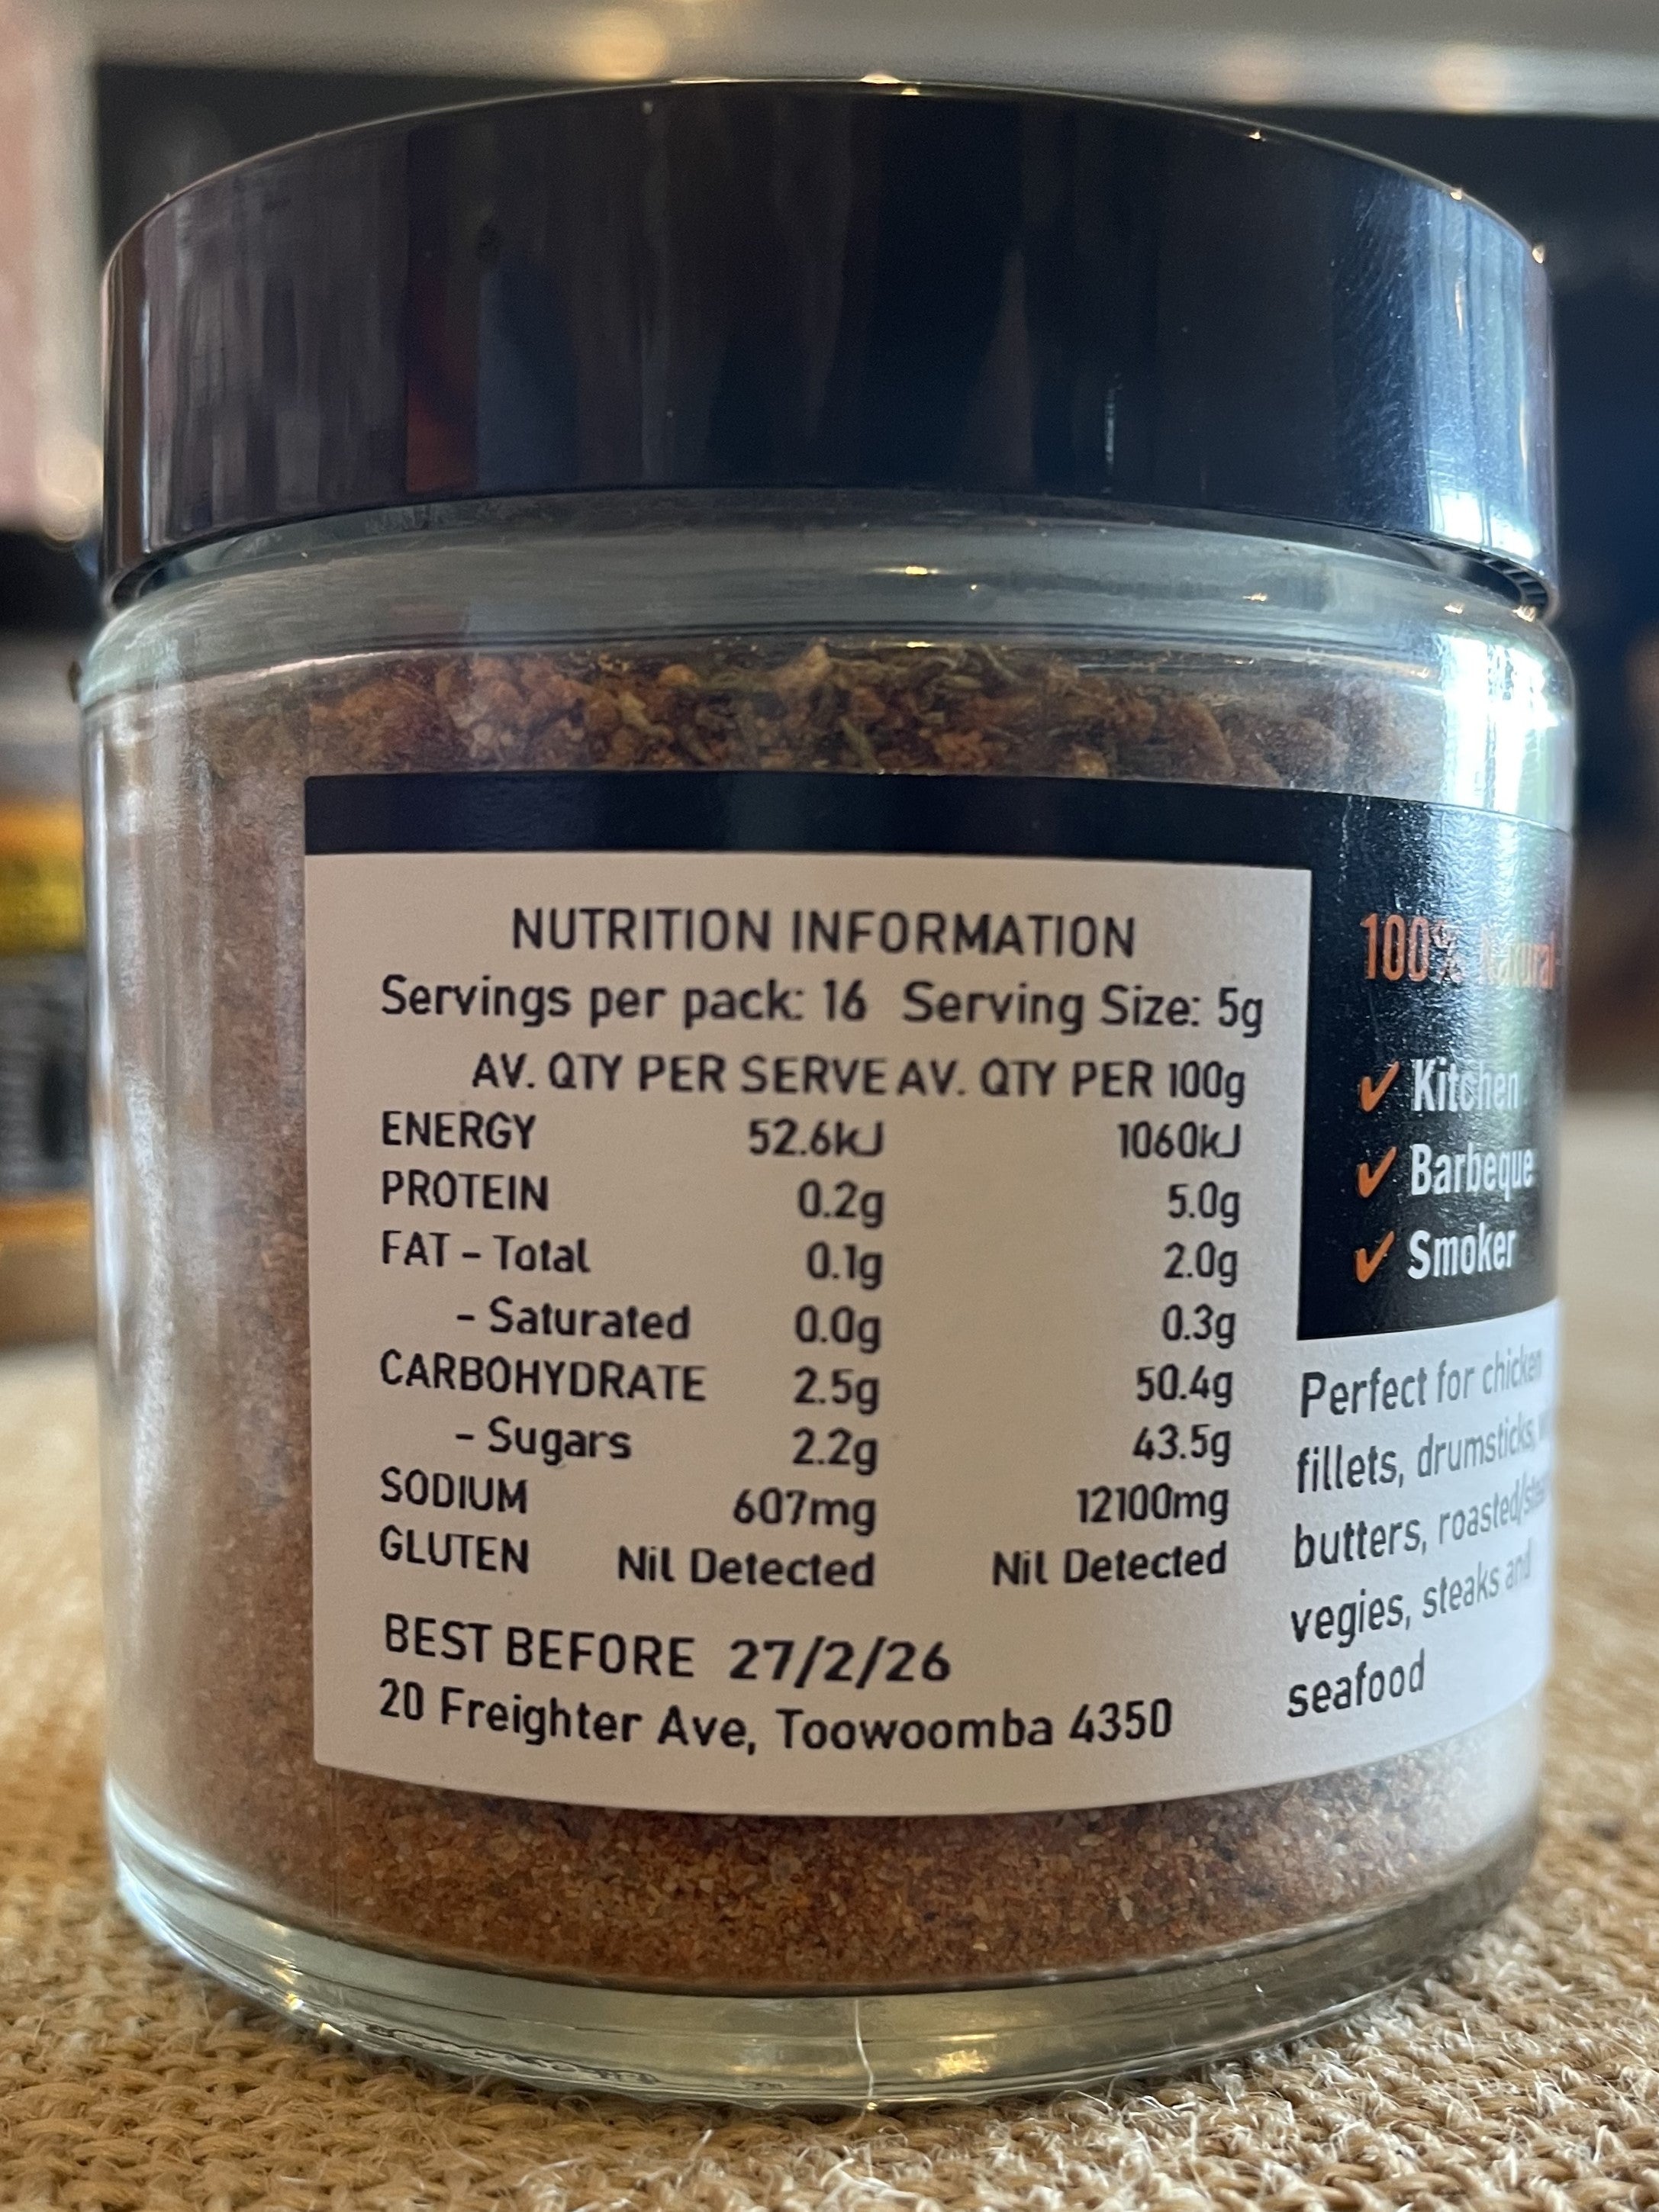 NUTRITION INFORMATION
Servings per pack: 16 Serving Size: 5g
AV. QTY PER SERVE AV. QTY PER 100g
ENERGY 52.6kJ 1060kJ
PROTEIN 0.2g 5.0g
FAT - Total 0.1g 2.0g
- Saturated 0.0g 0.3g
CARBOHYDRATE 2.5g 50.4g
- Sugars 2.2g 43.5g
SODIUM 607mg 12100mg
GLUTEN Nil Detected Nil Detected
BEST BEFORE 27/2/26
20 Freighter Ave, Toowoomba 4350
100% Natural
✓ Kitchen
✓ Barbeque
✓ Smoker
Perfect for chicken
fillets, drumsticks,
butters,
vegies, steaks and
seafood